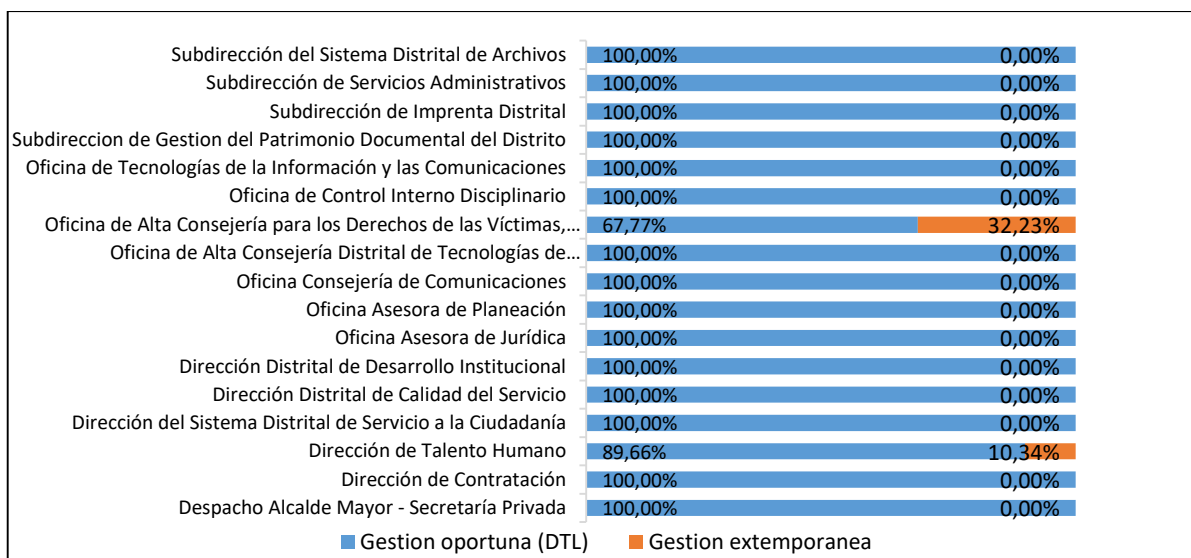 Subdirección del Sistema Distrital de Archivos 100,00% 0,00%
Subdirección de Servicios Administrativos 100,00% 0,00%
Subdirección de Imprenta Distrital 100,00% 0,00%
Subdireccion de Gestion del Patrimonio Documental del Distrito 100,00% 0,00%
Oficina de Tecnologías de la Información y las Comunicaciones 100,00% 0,00%
Oficina de Control Interno Disciplinario 100,00% 0,00%
Oficina de Alta Consejería para los Derechos de las Víctimas,... 67,77% 32,23%
Oficina de Alta Consejería Distrital de Tecnologías de... 100,00% 0,00%
Oficina Consejería de Comunicaciones 100,00% 0,00%
Oficina Asesora de Planeación 100,00% 0,00%
Oficina Asesora de Jurídica 100,00% 0,00%
Dirección Distrital de Desarrollo Institucional 100,00% 0,00%
Dirección Distrital de Calidad del Servicio 100,00% 0,00%
Dirección del Sistema Distrital de Servicio a la Ciudadanía 100,00% 0,00%
Dirección de Talento Humano 89,66% 10,34%
Dirección de Contratación 100,00% 0,00%
Despacho Alcalde Mayor - Secretaría Privada 100,00% 0,00%
Gestion oportuna (DTL) Gestion extemporanea